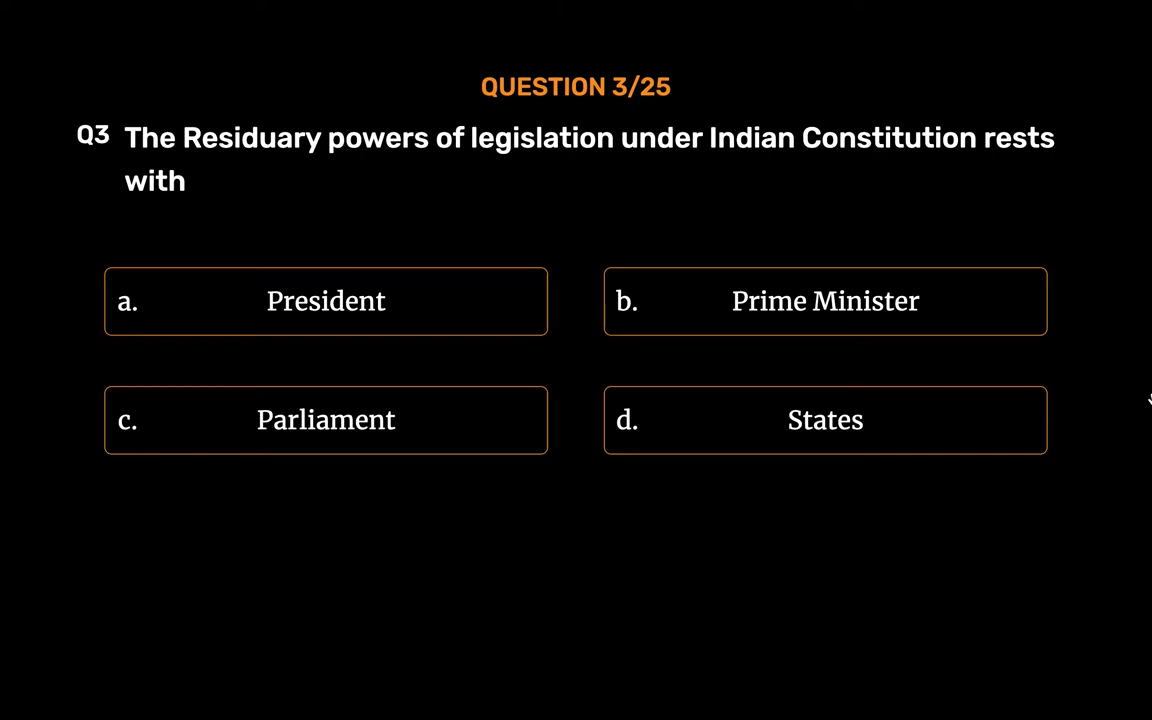 QUESTION 3/25
Q3 The Residuary powers of legislation under Indian Constitution rests
with
a. President
b. Prime Minister
c. Parliament
d. States